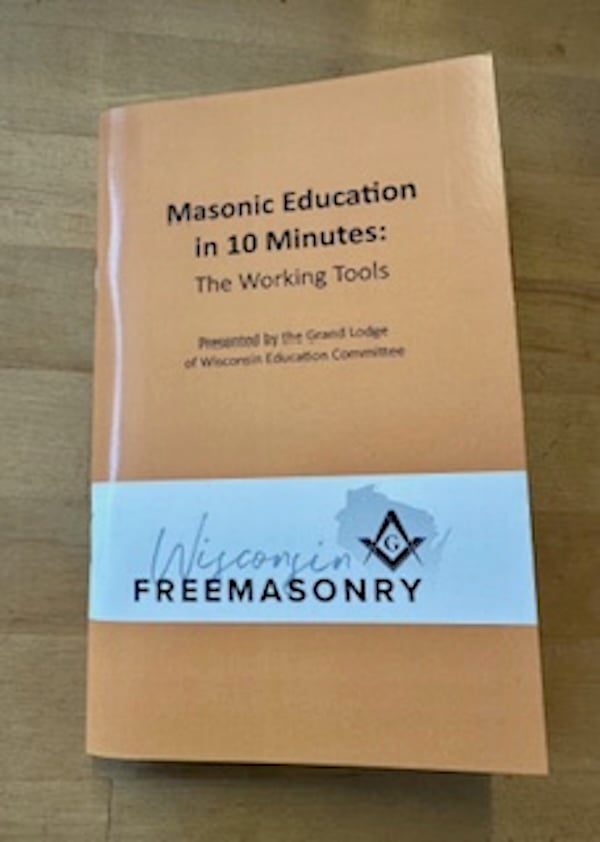 Masonic Education
in 10 Minutes:
The Working Tools
Presented by the Grand Lodge
of Wisconsin Education Committee
Wisconsin
G
FREEMASONRY